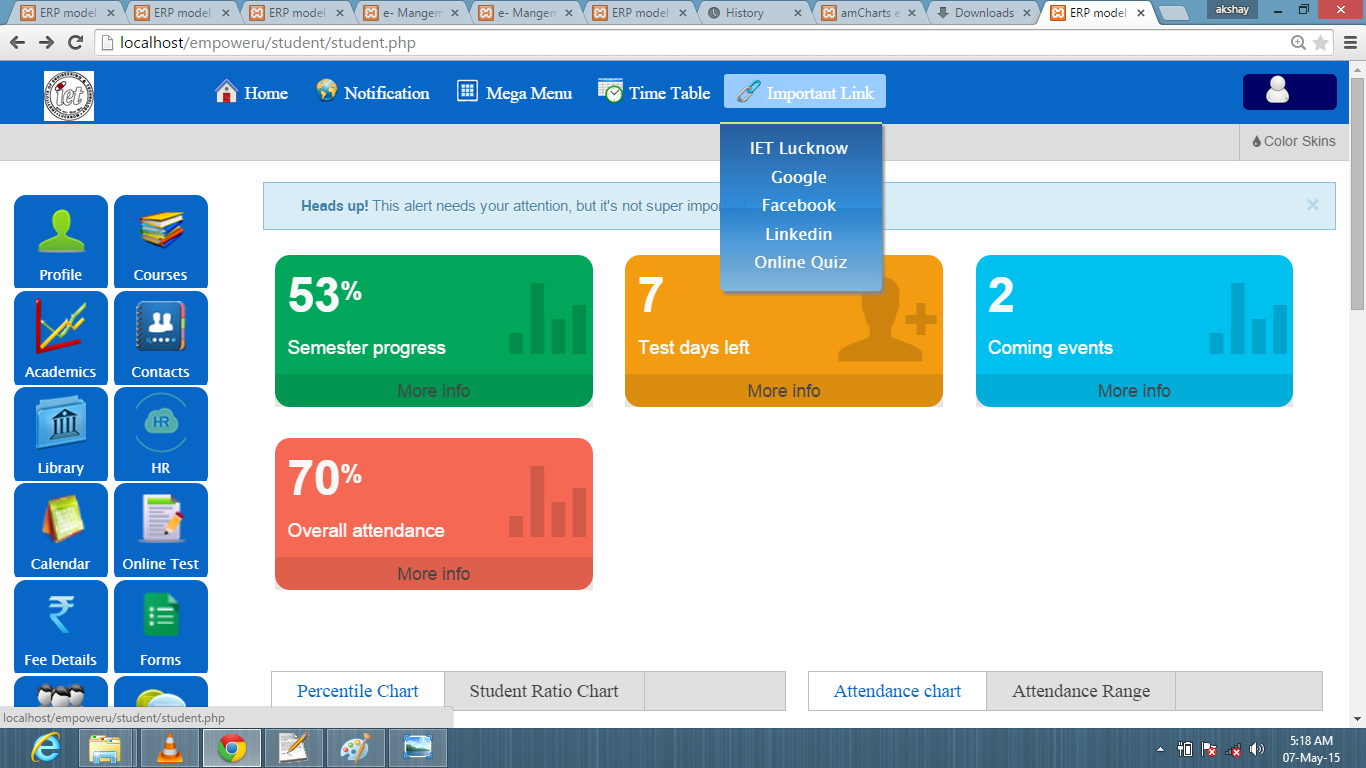 ERP model
ERP model
ERP model
e- Mangem
e- Mangem
ERP model
History
amCharts e
Downloads
ERP model
akshay
localhost/empoweru/student/student.php
iet
Home
Notification
Mega Menu
Time Table
Important Link
Color Skins
IET Lucknow
Google
Facebook
Linkedin
Online Quiz
Heads up! This alert needs your attention, but it's not super impor
Profile
Courses
Academics
Contacts
Library
HR
HR
Calendar
Online Test
Fee Details
Forms
53%
Semester progress
More info
7
Test days left
More info
2
Coming events
More info
70%
Overall attendance
More info
Percentile Chart
Student Ratio Chart
Attendance chart
Attendance Range
localhost/empoweru/student/student.php
5:18 AM
07-May-15